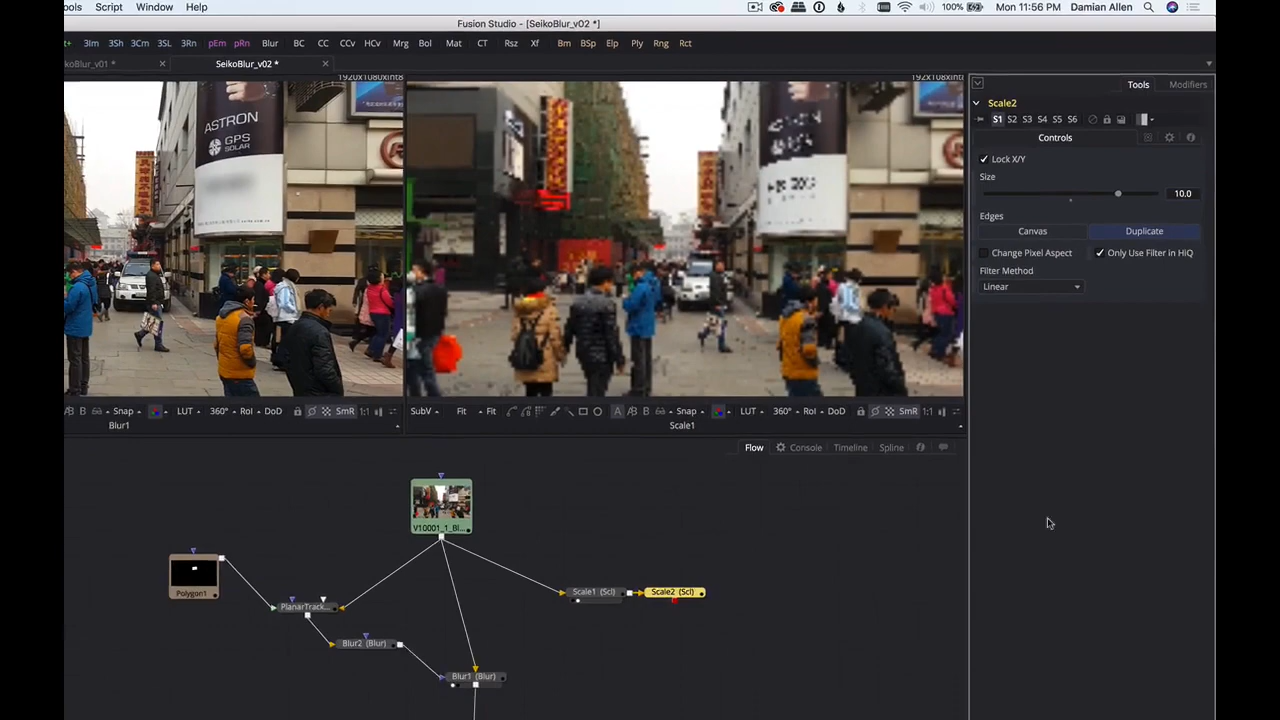 ools Script Window Help 100% Mon 11:56 PM Damian Allen
Fusion Studio - [SeikoBlur_v02 *]
3Im 3Sh 3Cm 3SL 3Rn pEm pRn Blur BC CC CCv HCv Mrg Bol Mat CT Rsz Xf Bm BSp Elp Ply Rng Rct
koBlur_v01 * SeikoBlur_v02 *
1920x1080xint8 192x108xint8
Tools Modifiers
Scale2
S1 S2 S3 S4 S5 S6
Controls
Lock X/Y
Size
10.0
Edges
Canvas Duplicate
Change Pixel Aspect Only Use Filter in HiQ
Filter Method
Linear
ASTRON
GPS
SOLAR
B Snap LUT 360° RoI DoD SmR 1:1
Blur1
SubV Fit Fit A B Snap LUT 360° RoI DoD SmR 1:1
Scale1
Flow Console Timeline Spline
V10001_1_Bl...
Polygon1
Scale1 (Scl) Scale2 (Scl)
PlanarTrack...
Blur2 (Blur)
Blur1 (Blur)